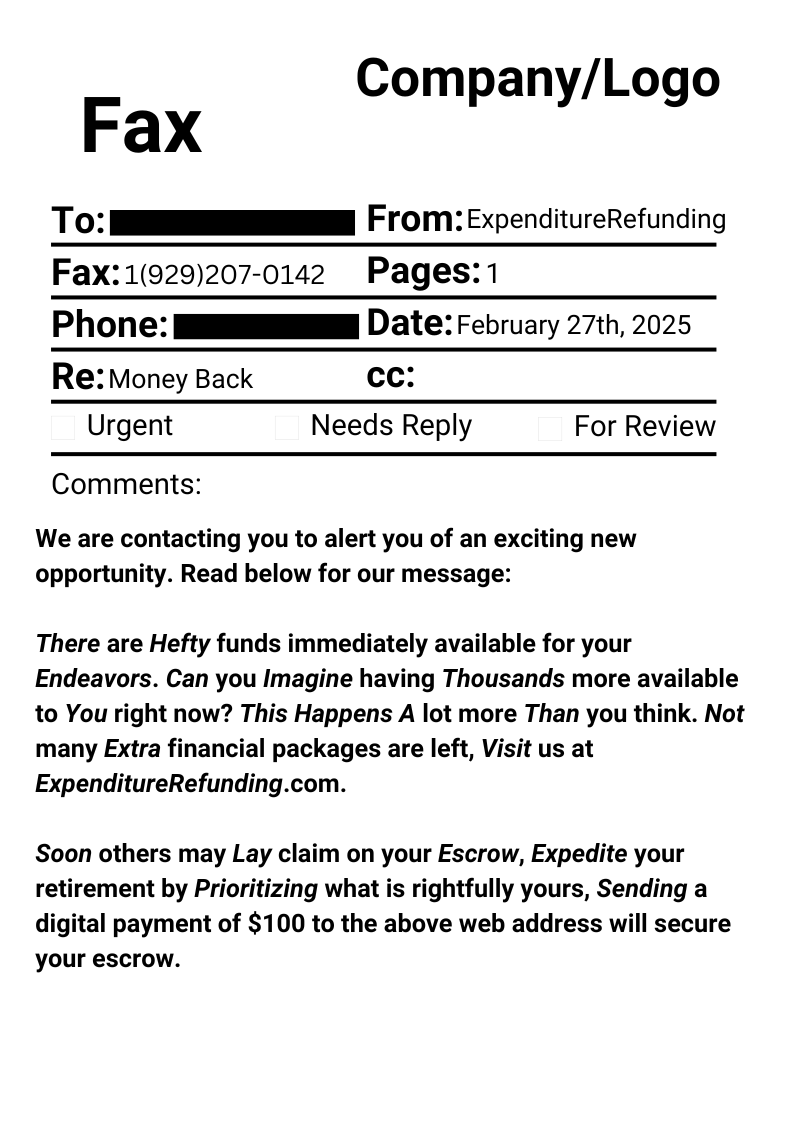 Company/Logo
Fax
To: From: ExpenditureRefunding
Fax: 1(929)207-0142 Pages: 1
Phone: Date: February 27th, 2025
Re: Money Back cc:
Urgent Needs Reply For Review
Comments:
We are contacting you to alert you of an exciting new
opportunity. Read below for our message:
There are Hefty funds immediately available for your
Endeavors. Can you Imagine having Thousands more available
to You right now? This Happens A lot more Than you think. Not
many Extra financial packages are left, Visit us at
ExpenditureRefunding.com.
Soon others may Lay claim on your Escrow, Expedite your
retirement by Prioritizing what is rightfully yours, Sending a
digital payment of $100 to the above web address will secure
your escrow.